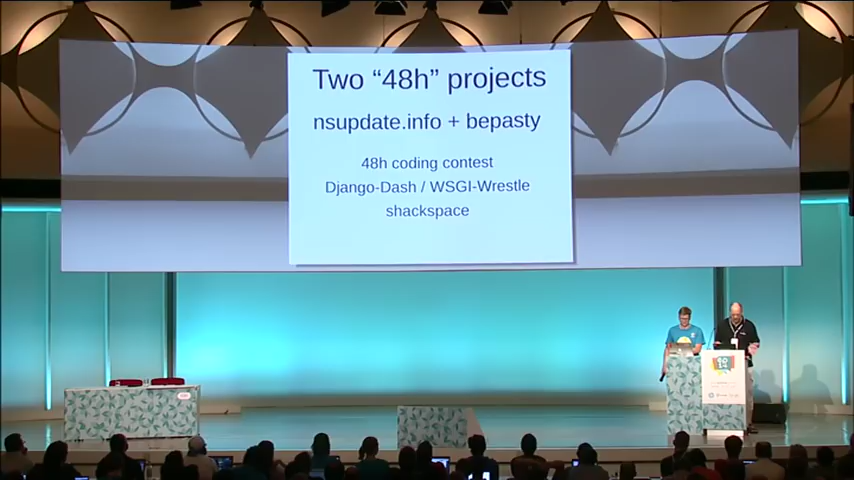 Two “48h” projects
nsupdate.info + bepasty
48h coding contest
Django-Dash / WSGI-Wrestle
shackspace